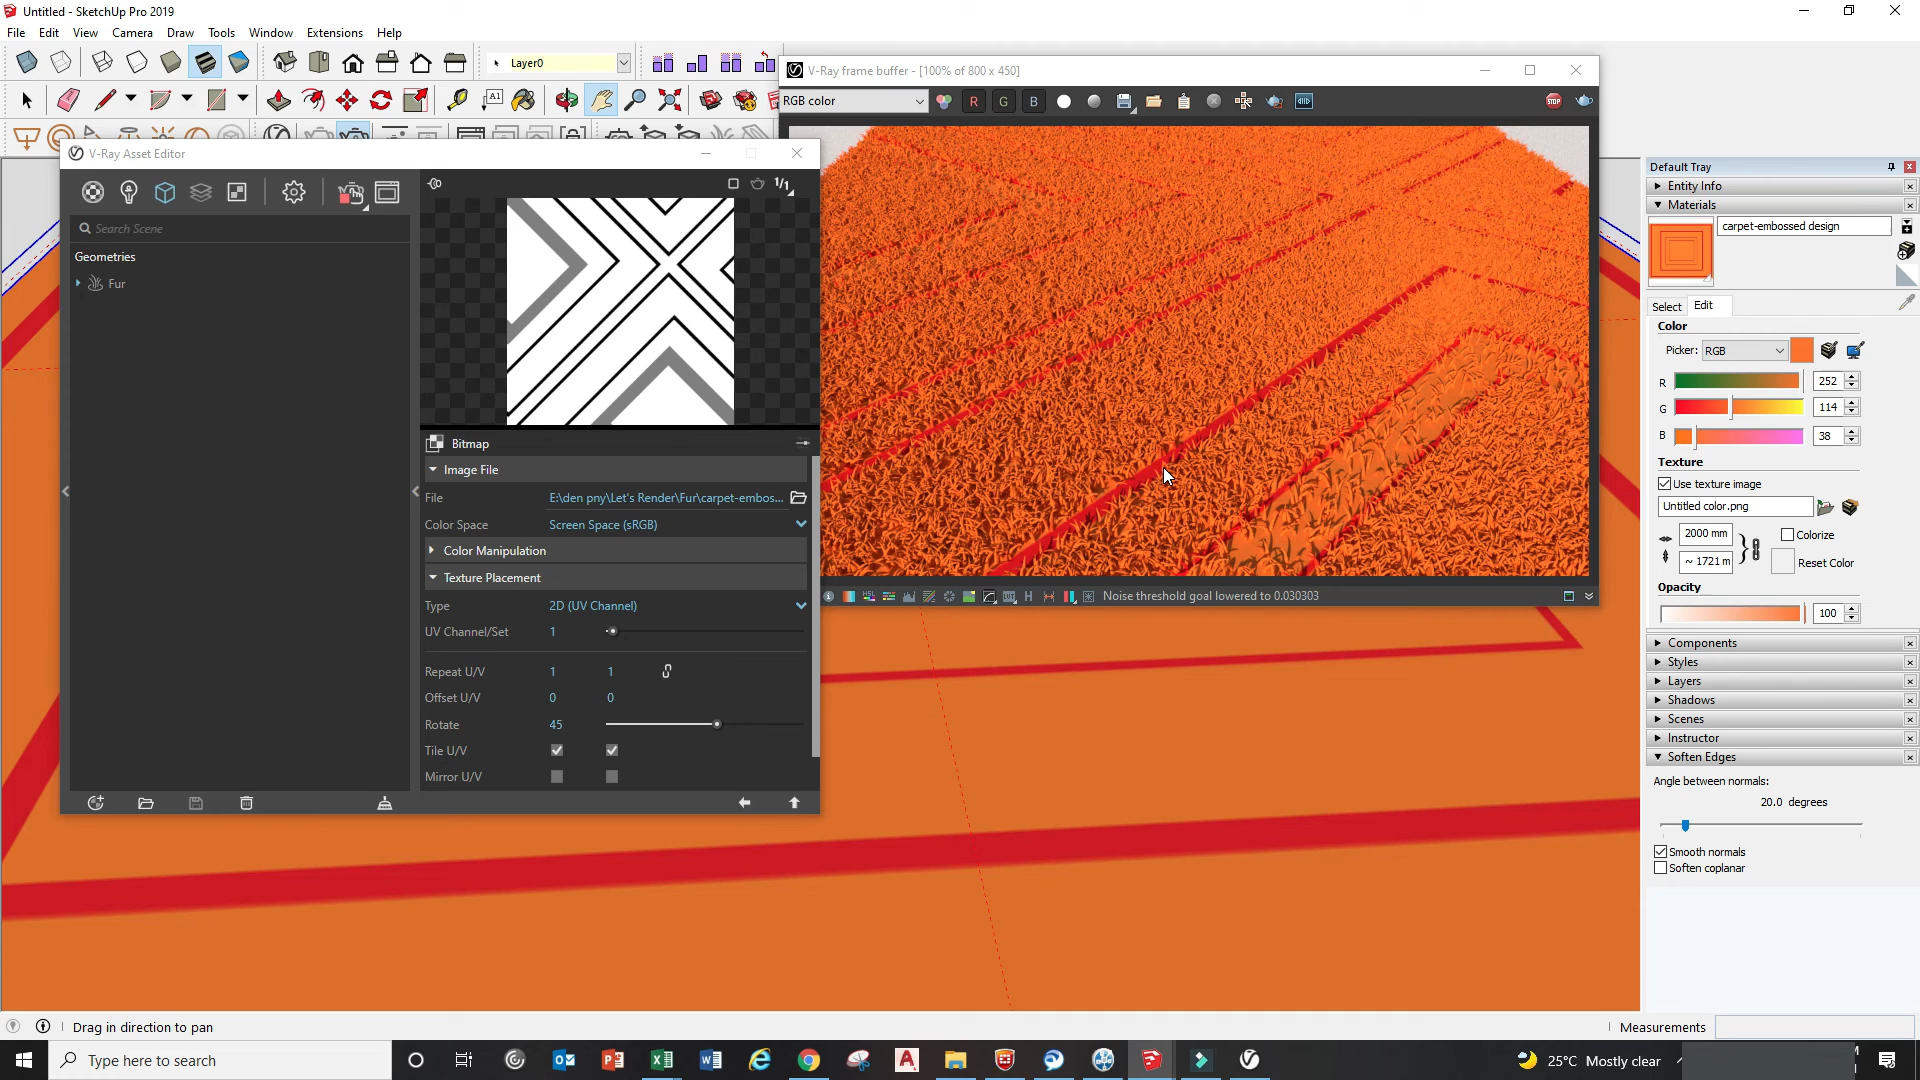 Untitled - SketchUp Pro 2019
File Edit View Camera Draw Tools Window Extensions Help
Layer0
V-Ray frame buffer - [100% of 800 x 450]
RGB color
R G B
STOP
A1
V-Ray Asset Editor
1/1
Search Scene
Geometries
Fur
Bitmap
Image File
File E:\den pny\Let's Render\Fur\carpet-embos...
Color Space Screen Space (sRGB)
Color Manipulation
Texture Placement
Type 2D (UV Channel)
UV Channel/Set 1
Repeat U/V 1 1
Offset U/V 0 0
Rotate 45
Tile U/V
Mirror U/V
HSL
LUT
H
Noise threshold goal lowered to 0.030303
Default Tray
Entity Info
Materials
carpet-embossed design
Select Edit
Color
Picker: RGB
R 252
G 114
B 38
Texture
Use texture image
Untitled color.png
2000 mm Colorize
~ 1721 m Reset Color
Opacity
100
Components
Styles
Layers
Shadows
Scenes
Instructor
Soften Edges
Angle between normals:
20.0 degrees
Smooth normals
Soften coplanar
Drag in direction to pan
Measurements
Type here to search
25°C Mostly clear